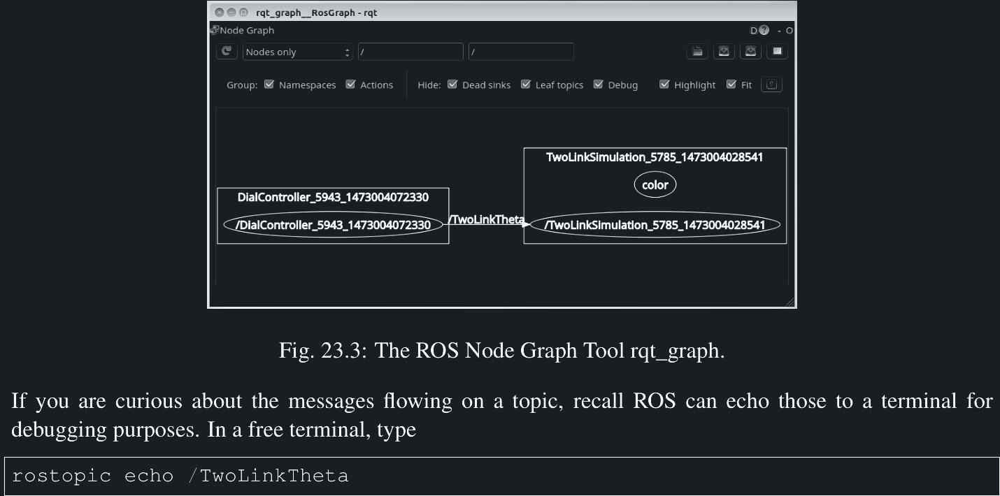 rqt_graph__RosGraph - rqt
Node Graph D? - O
Nodes only / /
Group: Namespaces Actions Hide: Dead sinks Leaf topics Debug Highlight Fit
TwoLinkSimulation_5785_1473004028541
color
DialController_5943_1473004072330
/DialController_5943_1473004072330 /TwoLinkTheta /TwoLinkSimulation_5785_1473004028541
Fig. 23.3: The ROS Node Graph Tool rqt_graph.
If you are curious about the messages flowing on a topic, recall ROS can echo those to a terminal for
debugging purposes. In a free terminal, type
rostopic echo /TwoLinkTheta